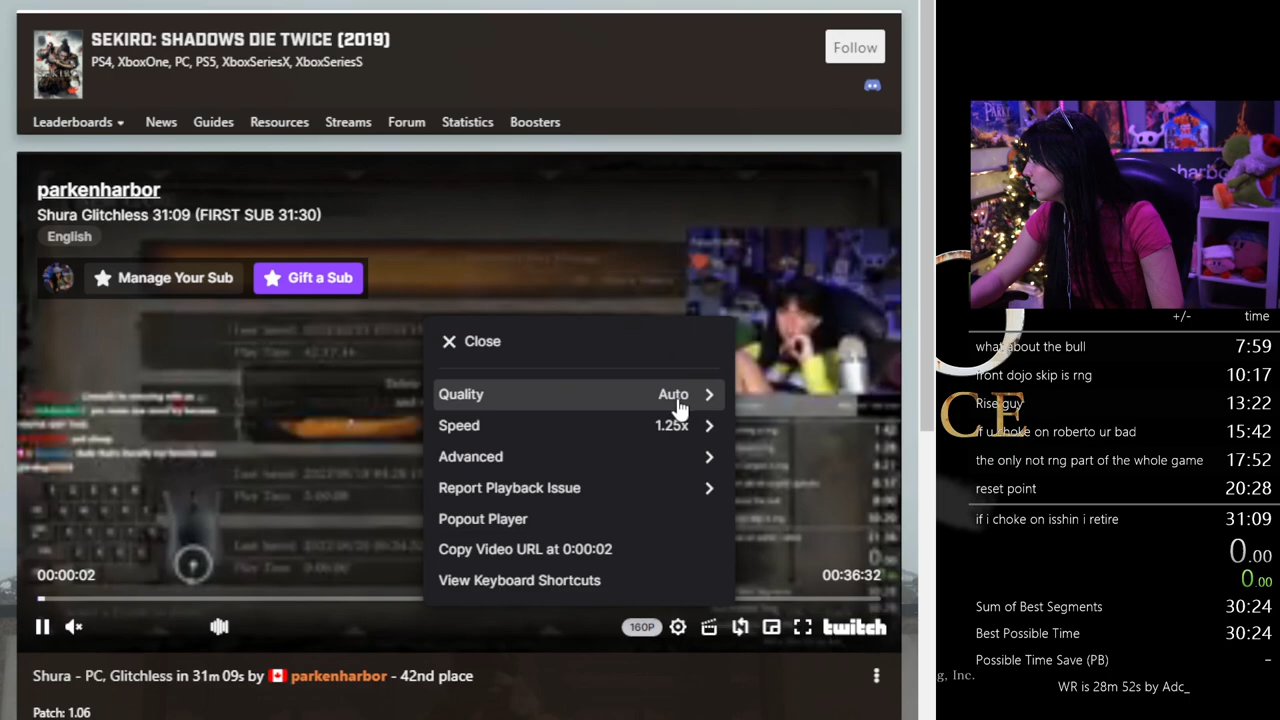 SEKIRO: SHADOWS DIE TWICE (2019)
PS4, XboxOne, PC, PS5, XboxSeriesX, XboxSeriesS
Follow
Leaderboards News Guides Resources Streams Forum Statistics Boosters
parkenharbor
Shura Glitchless 31:09 (FIRST SUB 31:30)
English
Manage Your Sub
Gift a Sub
Close
Quality Auto
Speed 1.25x
Advanced
Report Playback Issue
Popout Player
Copy Video URL at 0:00:02
View Keyboard Shortcuts
00:00:02
00:36:32
160P
twitch
Shura - PC, Glitchless in 31m 09s by parkenharbor - 42nd place
Patch: 1.06
+/- time
what about the bull 7:59
front dojo skip is rng 10:17
Rise guy 13:22
if u choke on roberto ur bad 15:42
the only not rng part of the whole game 17:52
reset point 20:28
if i choke on isshin i retire 31:09
0.00
0.00
Sum of Best Segments 30:24
Best Possible Time 30:24
Possible Time Save (PB) -
WR is 28m 52s by Adc_
g, Inc.
CE